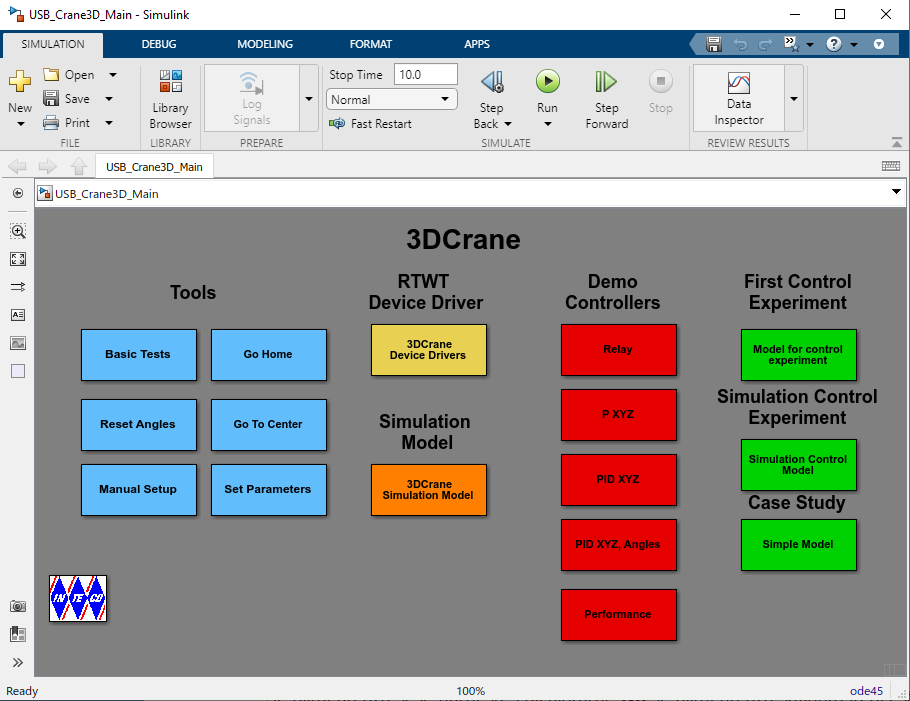 USB_Crane3D_Main - Simulink
SIMULATION DEBUG MODELING FORMAT APPS
New
Open
Save
Print
FILE
Library
Browser
LIBRARY
Log
Signals
PREPARE
Stop Time 10.0
Normal
Fast Restart
Step
Back
Run
Step
Forward
Stop
SIMULATE
Data
Inspector
REVIEW RESULTS
USB_Crane3D_Main
USB_Crane3D_Main
3DCrane
Tools
Basic Tests
Go Home
Reset Angles
Go To Center
Manual Setup
Set Parameters
RTWT
Device Driver
3DCrane
Device Drivers
Simulation
Model
3DCrane
Simulation Model
Demo
Controllers
Relay
P XYZ
PID XYZ
PID XYZ, Angles
Performance
First Control
Experiment
Model for control
experiment
Simulation Control
Experiment
Simulation Control
Model
Case Study
Simple Model
IN TE CO
Ready 100% ode45